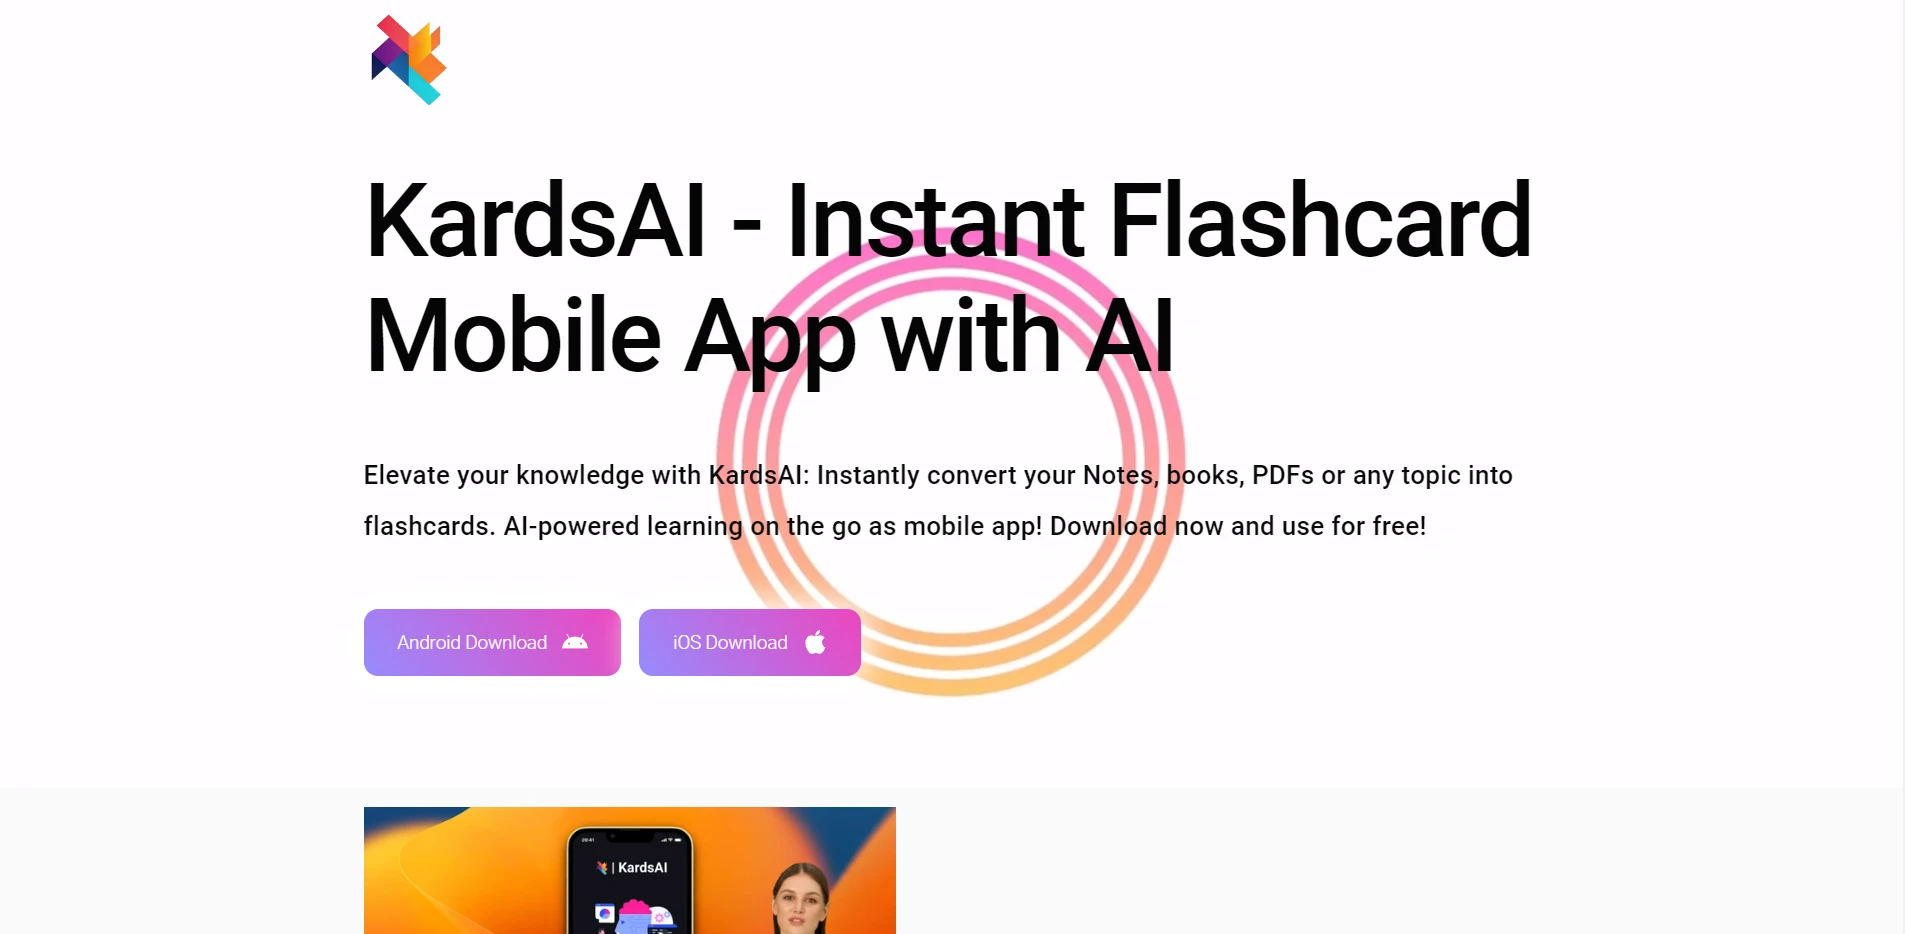 KardsAI - Instant Flashcard
Mobile App with AI
Elevate your knowledge with KardsAI: Instantly convert your Notes, books, PDFs or any topic into
flashcards. AI-powered learning on the go as mobile app! Download now and use for free!
Android Download
iOS Download
| KardsAI